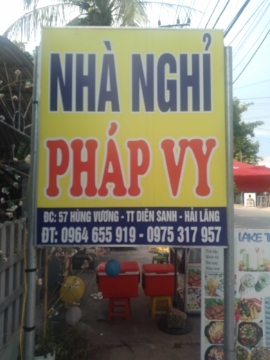 NHÀ NGHỈ
PHÁP VY
ĐC: 57 HÙNG VƯƠNG - TT DIÊN SANH - HẢI LĂNG
ĐT: 0964 655 919 - 0975 317 957
LAKE